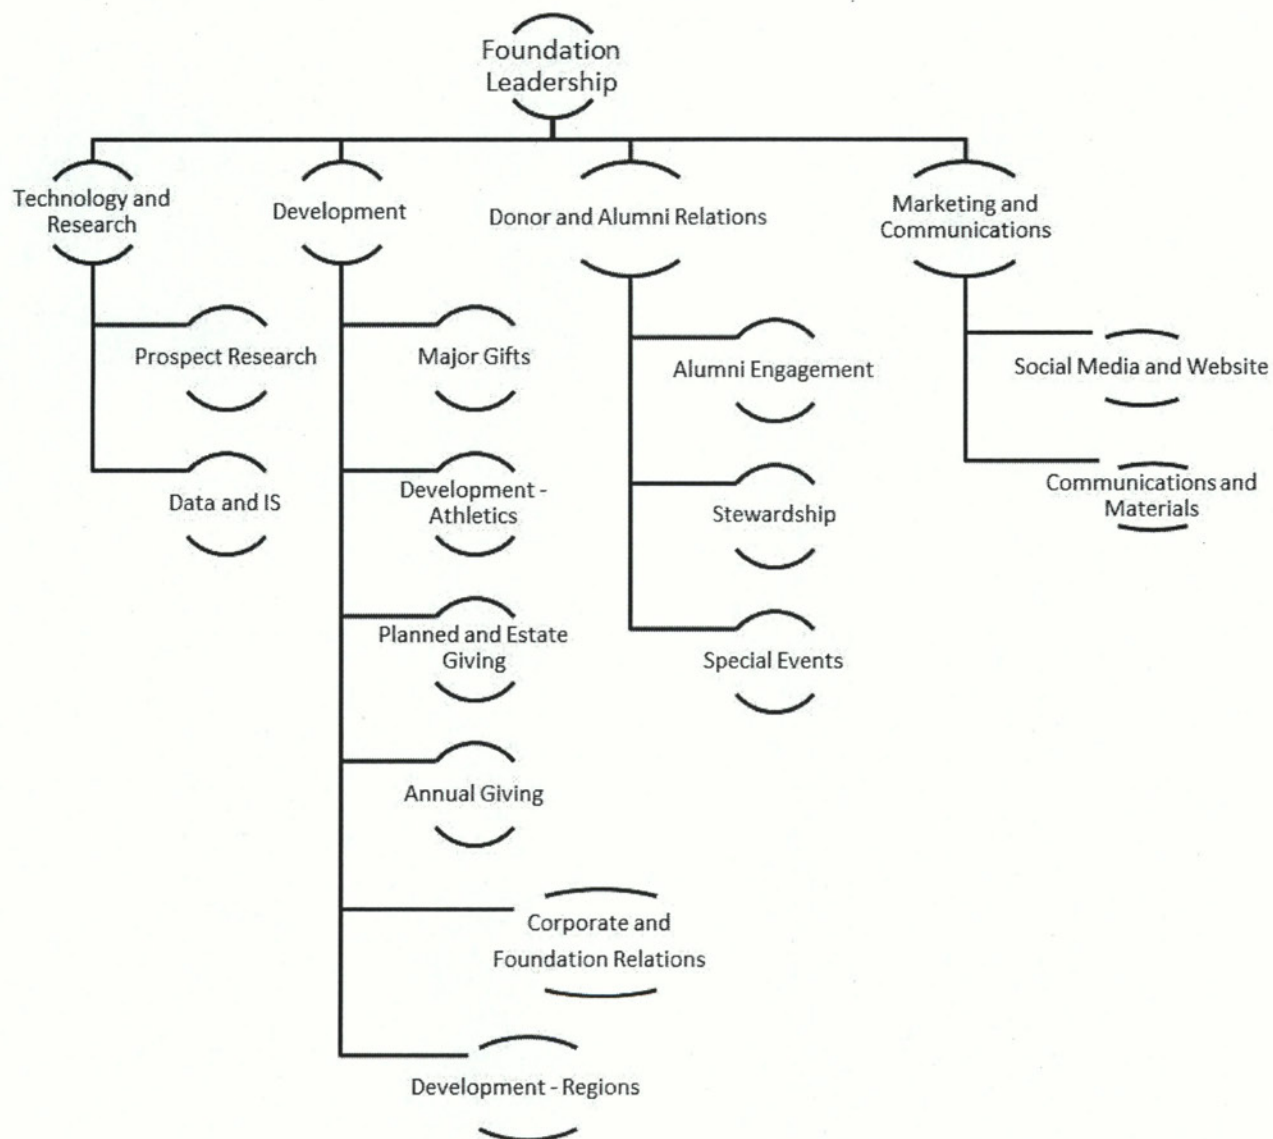 Foundation
Leadership
Technology and
Research
Development
Donor and Alumni Relations
Marketing and
Communications
Prospect Research
Data and IS
Major Gifts
Development -
Athletics
Planned and Estate
Giving
Annual Giving
Corporate and
Foundation Relations
Development - Regions
Alumni Engagement
Stewardship
Special Events
Social Media and Website
Communications and
Materials